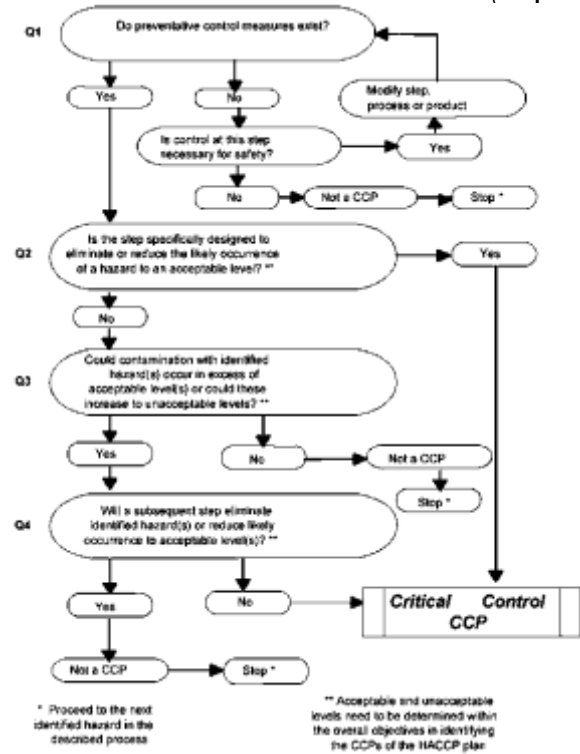 Q1
Do preventative control measures exist?
Yes
No
Modify step,
process or product
Is control at this step
necessary for safety?
Yes
No
Not a CCP
Stop *
Q2
Is the step specifically designed to
eliminate or reduce the likely occurrence
of a hazard to an acceptable level? **
Yes
No
Q3
Could contamination with identified
hazard(s) occur in excess of
acceptable level(s) or could these
increase to unacceptable levels? **
Yes
No
Not a CCP
Stop *
Q4
Will a subsequent step eliminate
identified hazard(s) or reduce likely
occurrence to acceptable level(s)? **
Yes
No
Critical Control
CCP
Not a CCP
Stop *
* Proceed to the next
identified hazard in the
described process
** Acceptable and unacceptable
levels need to be determined within
the overall objectives in identifying
the CCPs of the HACCP plan